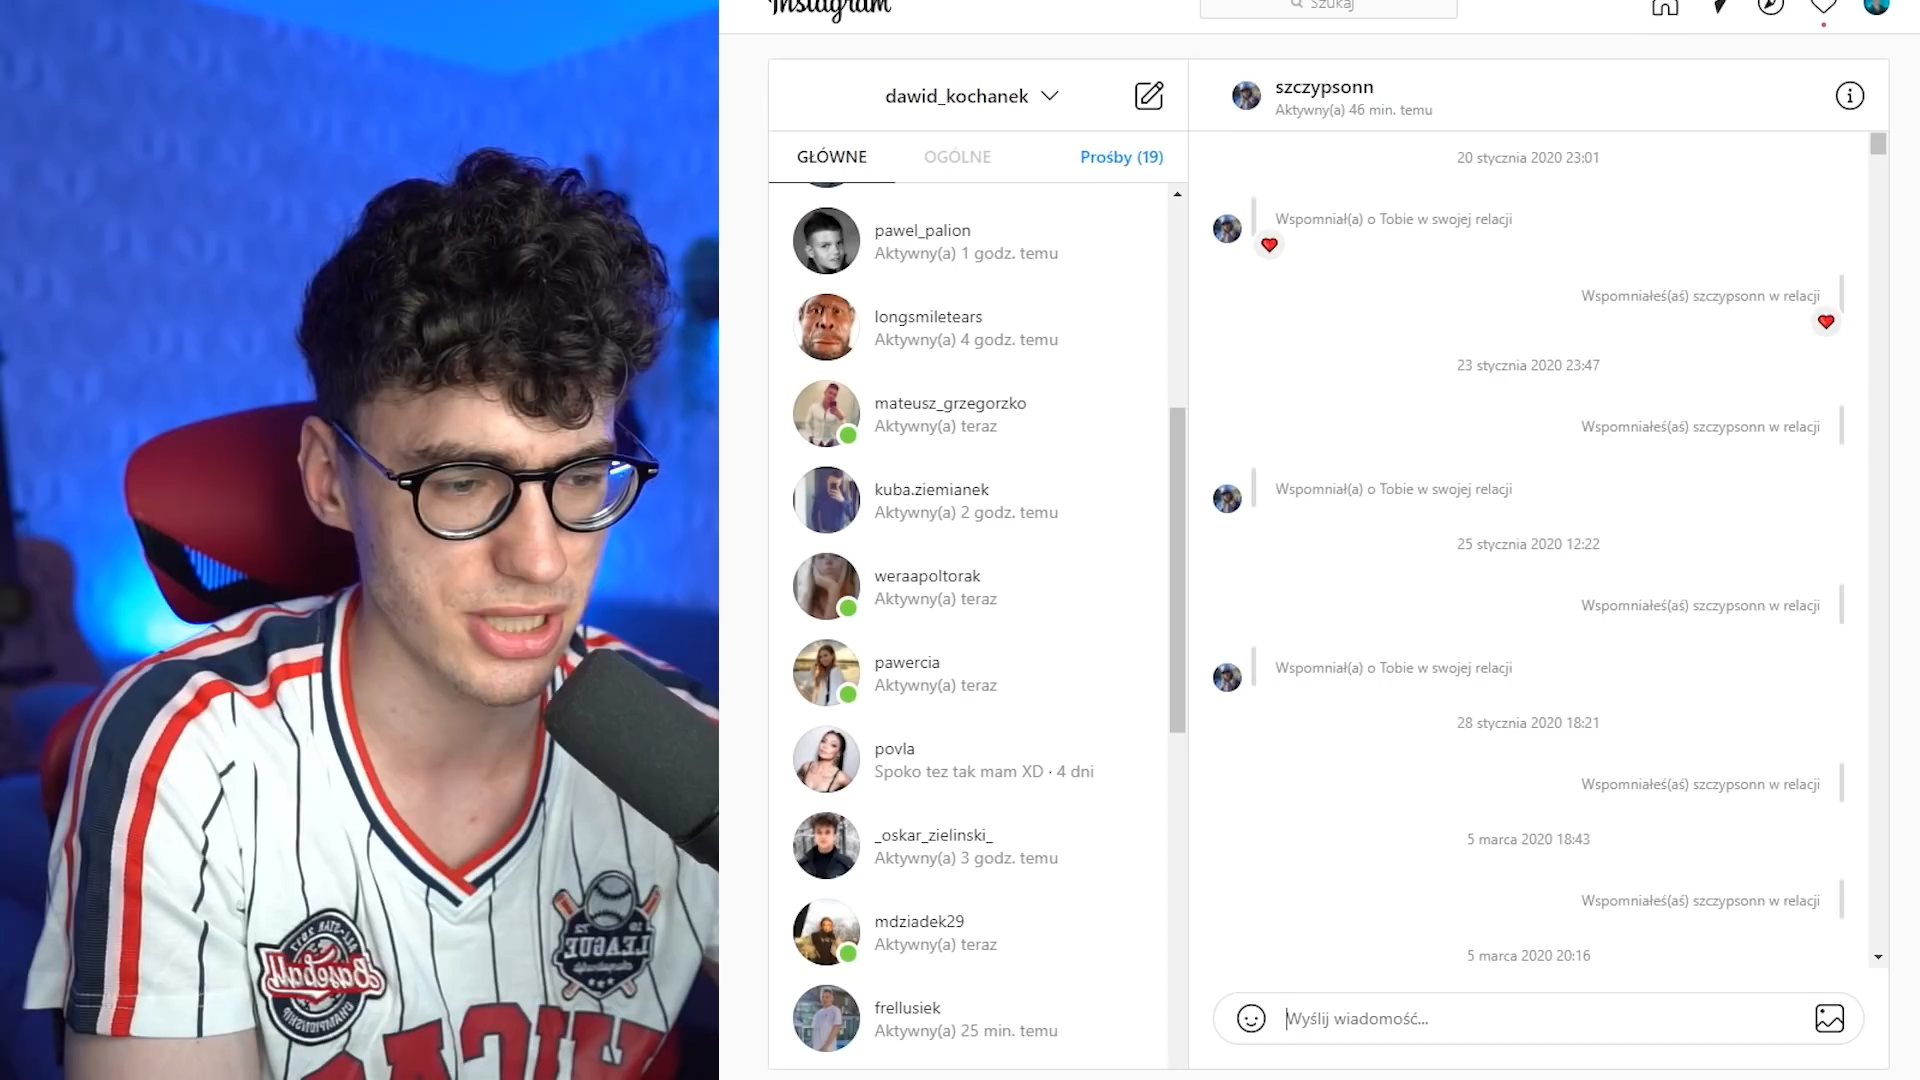 Instagram
Szukaj
dawid_kochanek
szczypsonn
Aktywny(a) 46 min. temu
GŁÓWNE
OGÓLNE
Prośby (19)
pawel_palion
Aktywny(a) 1 godz. temu
longsmiletears
Aktywny(a) 4 godz. temu
mateusz_grzegorzko
Aktywny(a) teraz
kuba.ziemianek
Aktywny(a) 2 godz. temu
weraapoltorak
Aktywny(a) teraz
pawercia
Aktywny(a) teraz
povla
Spoko tez tak mam XD · 4 dni
_oskar_zielinski_
Aktywny(a) 3 godz. temu
mdziadek29
Aktywny(a) teraz
frellusiek
Aktywny(a) 25 min. temu
20 stycznia 2020 23:01
Wspomniał(a) o Tobie w swojej relacji
Wspomniałeś(aś) szczypsonn w relacji
23 stycznia 2020 23:47
Wspomniałeś(aś) szczypsonn w relacji
Wspomniał(a) o Tobie w swojej relacji
25 stycznia 2020 12:22
Wspomniałeś(aś) szczypsonn w relacji
Wspomniał(a) o Tobie w swojej relacji
28 stycznia 2020 18:21
Wspomniałeś(aś) szczypsonn w relacji
5 marca 2020 18:43
Wspomniałeś(aś) szczypsonn w relacji
5 marca 2020 20:16
Wyślij wiadomość...
ALL-STAR 2017
Baseball
CHAMPIONSHIP
LEAGUE